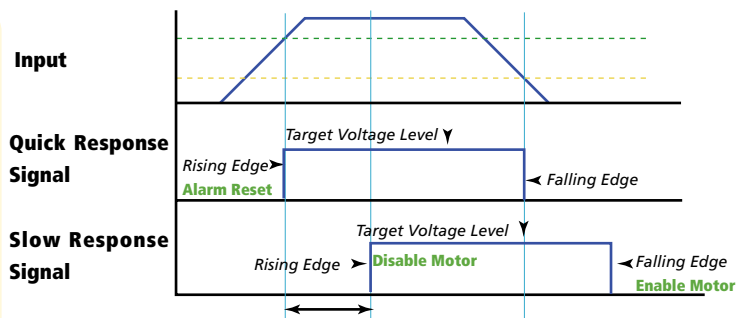 Input
Quick Response
Signal
Target Voltage Level
Rising Edge
Alarm Reset
Falling Edge
Slow Response
Signal
Target Voltage Level
Rising Edge
Disable Motor
Falling Edge
Enable Motor